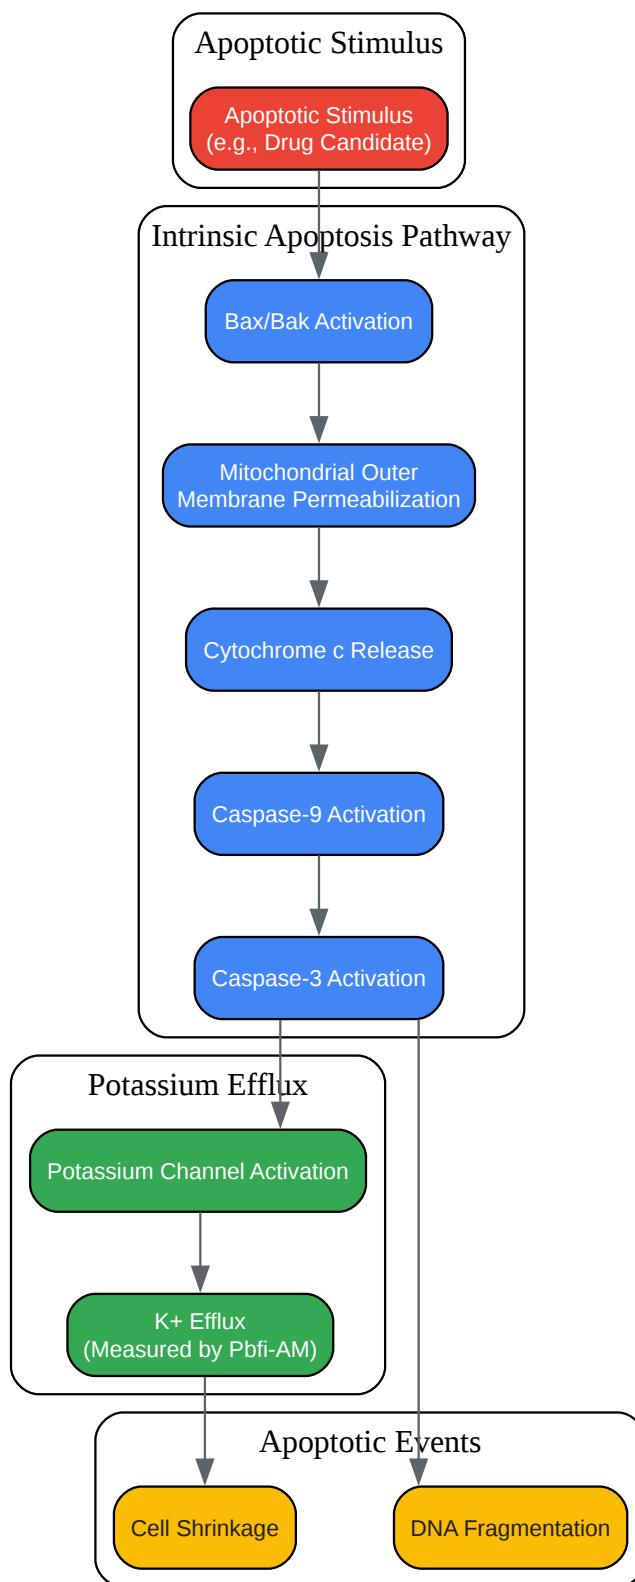 Apoptotic Stimulus
Apoptotic Stimulus
(e.g., Drug Candidate)
Intrinsic Apoptosis Pathway
Bax/Bak Activation
Mitochondrial Outer
Membrane Permeabilization
Cytochrome c Release
Caspase-9 Activation
Caspase-3 Activation
Potassium Efflux
Potassium Channel Activation
K+ Efflux
(Measured by Pbfi-AM)
Apoptotic Events
Cell Shrinkage
DNA Fragmentation